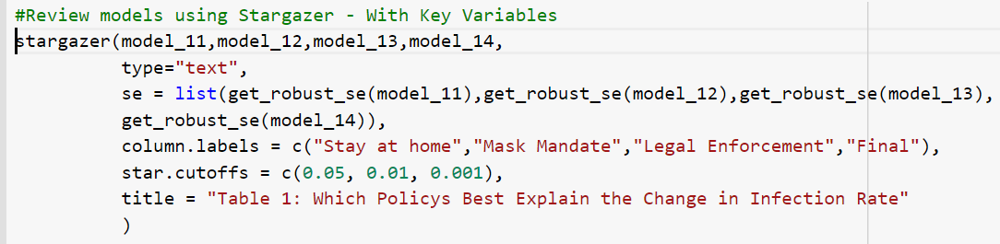 #Review models using Stargazer - With Key Variables
stargazer(model_11,model_12,model_13,model_14,
type="text",
se = list(get_robust_se(model_11),get_robust_se(model_12),get_robust_se(model_13),
get_robust_se(model_14)),
column.labels = c("Stay at home","Mask Mandate","Legal Enforcement","Final"),
star.cutoffs = c(0.05, 0.01, 0.001),
title = "Table 1: Which Policys Best Explain the Change in Infection Rate"
)